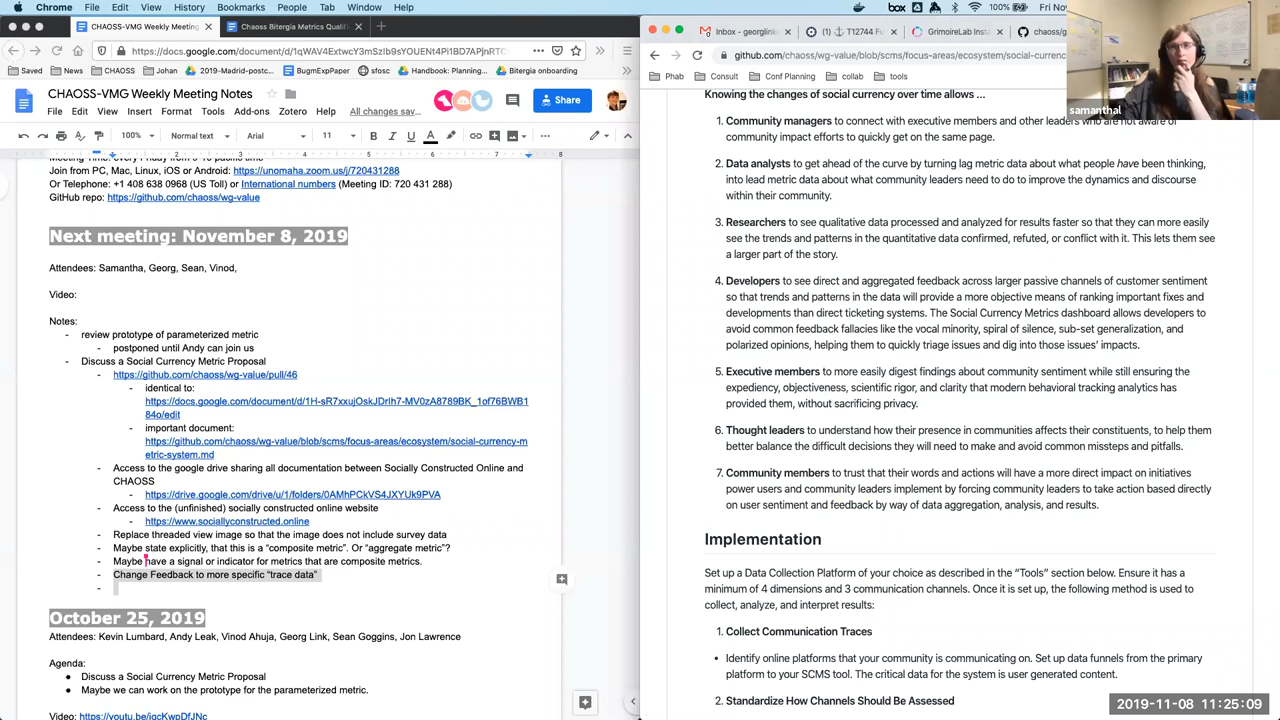 Chrome File Edit View History Bookmarks People Tab Window Help
box
100%
Fri Nov
CHAOSS-VMG Weekly Meeting
Chaoss Bitergia Metrics Qualif
https://docs.google.com/document/d/1qWAV4ExtwcY3mSzIb9sYOUENt4Pi1BD7APjnRTC
Saved News CHAOSS Johan 2019-Madrid-postc... BugmExpPaper sfosc Handbook: Planning... Bitergia onboarding
CHAOSS-VMG Weekly Meeting Notes
File Edit View Insert Format Tools Add-ons Zotero Help All changes sav...
Share
100% Normal text Arial 11
Meeting Time: every Friday from 9-10 pacific time
Join from PC, Mac, Linux, iOS or Android: https://unomaha.zoom.us/j/720431288
Or Telephone: +1 408 638 0968 (US Toll) or International numbers (Meeting ID: 720 431 288)
GitHub repo: https://github.com/chaoss/wg-value
Next meeting: November 8, 2019
Attendees: Samantha, Georg, Sean, Vinod,
Video:
Notes:
- review prototype of parameterized metric
- postponed until Andy can join us
- Discuss a Social Currency Metric Proposal
- https://github.com/chaoss/wg-value/pull/46
- identical to:
https://docs.google.com/document/d/1H-sR7xxujOskJDrlh7-MV0zA8789BK_1of76BWB1
84o/edit
- important document:
https://github.com/chaoss/wg-value/blob/scms/focus-areas/ecosystem/social-currency-m
etric-system.md
- Access to the google drive sharing all documentation between Socially Constructed Online and
CHAOSS
- https://drive.google.com/drive/u/1/folders/0AMhPCkVS4JXYUk9PVA
- Access to the (unfinished) socially constructed online website
- https://www.sociallyconstructed.online
- Replace threaded view image so that the image does not include survey data
- Maybe state explicitly, that this is a “composite metric”. Or “aggregate metric”?
- Maybe have a signal or indicator for metrics that are composite metrics.
- Change Feedback to more specific “trace data”
-
October 25, 2019
Attendees: Kevin Lumbard, Andy Leak, Vinod Ahuja, Georg Link, Sean Goggins, Jon Lawrence
Agenda:
● Discuss a Social Currency Metric Proposal
● Maybe we can work on the prototype for the parameterized metric.
Video: https://youtu.be/jgcKwpDfJNc
Inbox - georglink
T12744 Fu
GrimoireLab Inst
chaoss/
github.com/chaoss/wg-value/blob/scms/focus-areas/ecosystem/social-currenc
Phab Consult Conf Planning collab tools
samanthal
Knowing the changes of social currency over time allows ...
1. Community managers to connect with executive members and other leaders who are not aware of
community impact efforts to quickly get on the same page.
2. Data analysts to get ahead of the curve by turning lag metric data about what people have been thinking,
into lead metric data about what community leaders need to do to improve the dynamics and discourse
within their community.
3. Researchers to see qualitative data processed and analyzed for results faster so that they can more easily
see the trends and patterns in the quantitative data confirmed, refuted, or conflict with it. This lets them see
a larger part of the story.
4. Developers to see direct and aggregated feedback across larger passive channels of customer sentiment
so that trends and patterns in the data will provide a more objective means of ranking important fixes and
developments than direct ticketing systems. The Social Currency Metrics dashboard allows developers to
avoid common feedback fallacies like the vocal minority, spiral of silence, sub-set generalization, and
polarized opinions, helping them to quickly triage issues and dig into those issues’ impacts.
5. Executive members to more easily digest findings about community sentiment while still ensuring the
expediency, objectiveness, scientific rigor, and clarity that modern behavioral tracking analytics has
provided them, without sacrificing privacy.
6. Thought leaders to understand how their presence in communities affects their constituents, to help them
better balance the difficult decisions they will need to make and avoid common missteps and pitfalls.
7. Community members to trust that their words and actions will have a more direct impact on initiatives
power users and community leaders implement by forcing community leaders to take action based directly
on user sentiment and feedback by way of data aggregation, analysis, and results.
Implementation
Set up a Data Collection Platform of your choice as described in the “Tools” section below. Ensure it has a
minimum of 4 dimensions and 3 communication channels. Once it is set up, the following method is used to
collect, analyze, and interpret results:
1. Collect Communication Traces
• Identify online platforms that your community is communicating on. Set up data funnels from the primary
platform to your SCMS tool. The critical data for the system is user generated content.
2. Standardize How Channels Should Be Assessed
2019-11-08 11:25:09